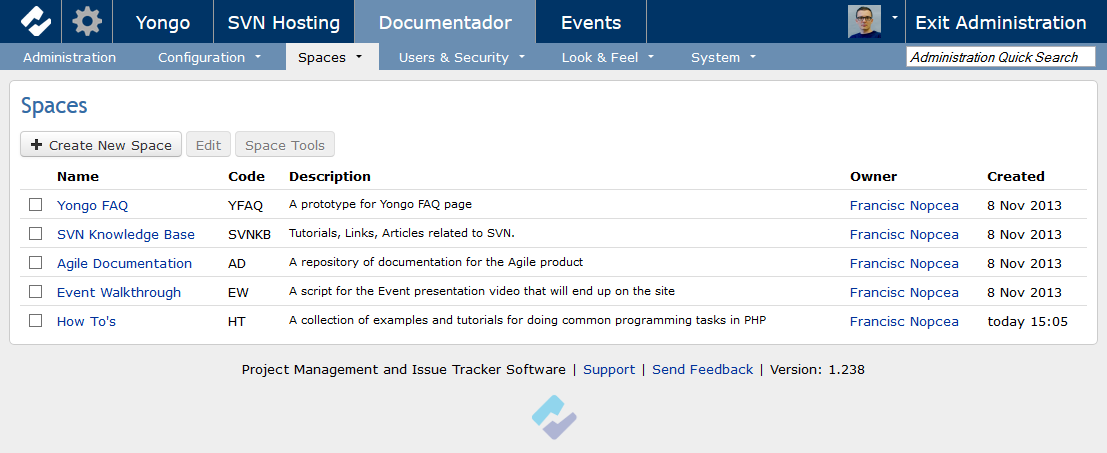 Yongo SVN Hosting Documentador Events Exit Administration
Administration Configuration Spaces Users & Security Look & Feel System Administration Quick Search
Spaces
Create New Space Edit Space Tools
Name Code Description Owner Created
Yongo FAQ YFAQ A prototype for Yongo FAQ page Francisc Nopcea 8 Nov 2013
SVN Knowledge Base SVNKB Tutorials, Links, Articles related to SVN. Francisc Nopcea 8 Nov 2013
Agile Documentation AD A repository of documentation for the Agile product Francisc Nopcea 8 Nov 2013
Event Walkthrough EW A script for the Event presentation video that will end up on the site Francisc Nopcea 8 Nov 2013
How To's HT A collection of examples and tutorials for doing common programming tasks in PHP Francisc Nopcea today 15:05
Project Management and Issue Tracker Software | Support | Send Feedback | Version: 1.238